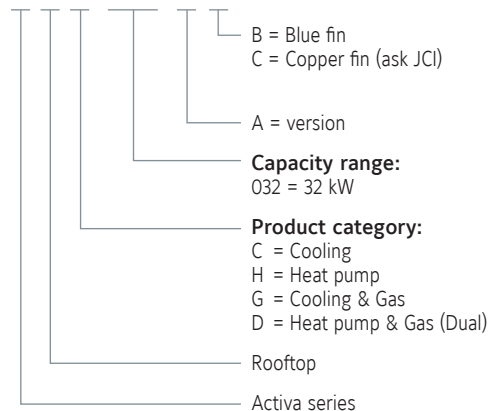 B = Blue fin
C = Copper fin (ask JCI)
A = version
Capacity range:
032 = 32 kW
Product category:
C = Cooling
H = Heat pump
G = Cooling & Gas
D = Heat pump & Gas (Dual)
Rooftop
Activa series